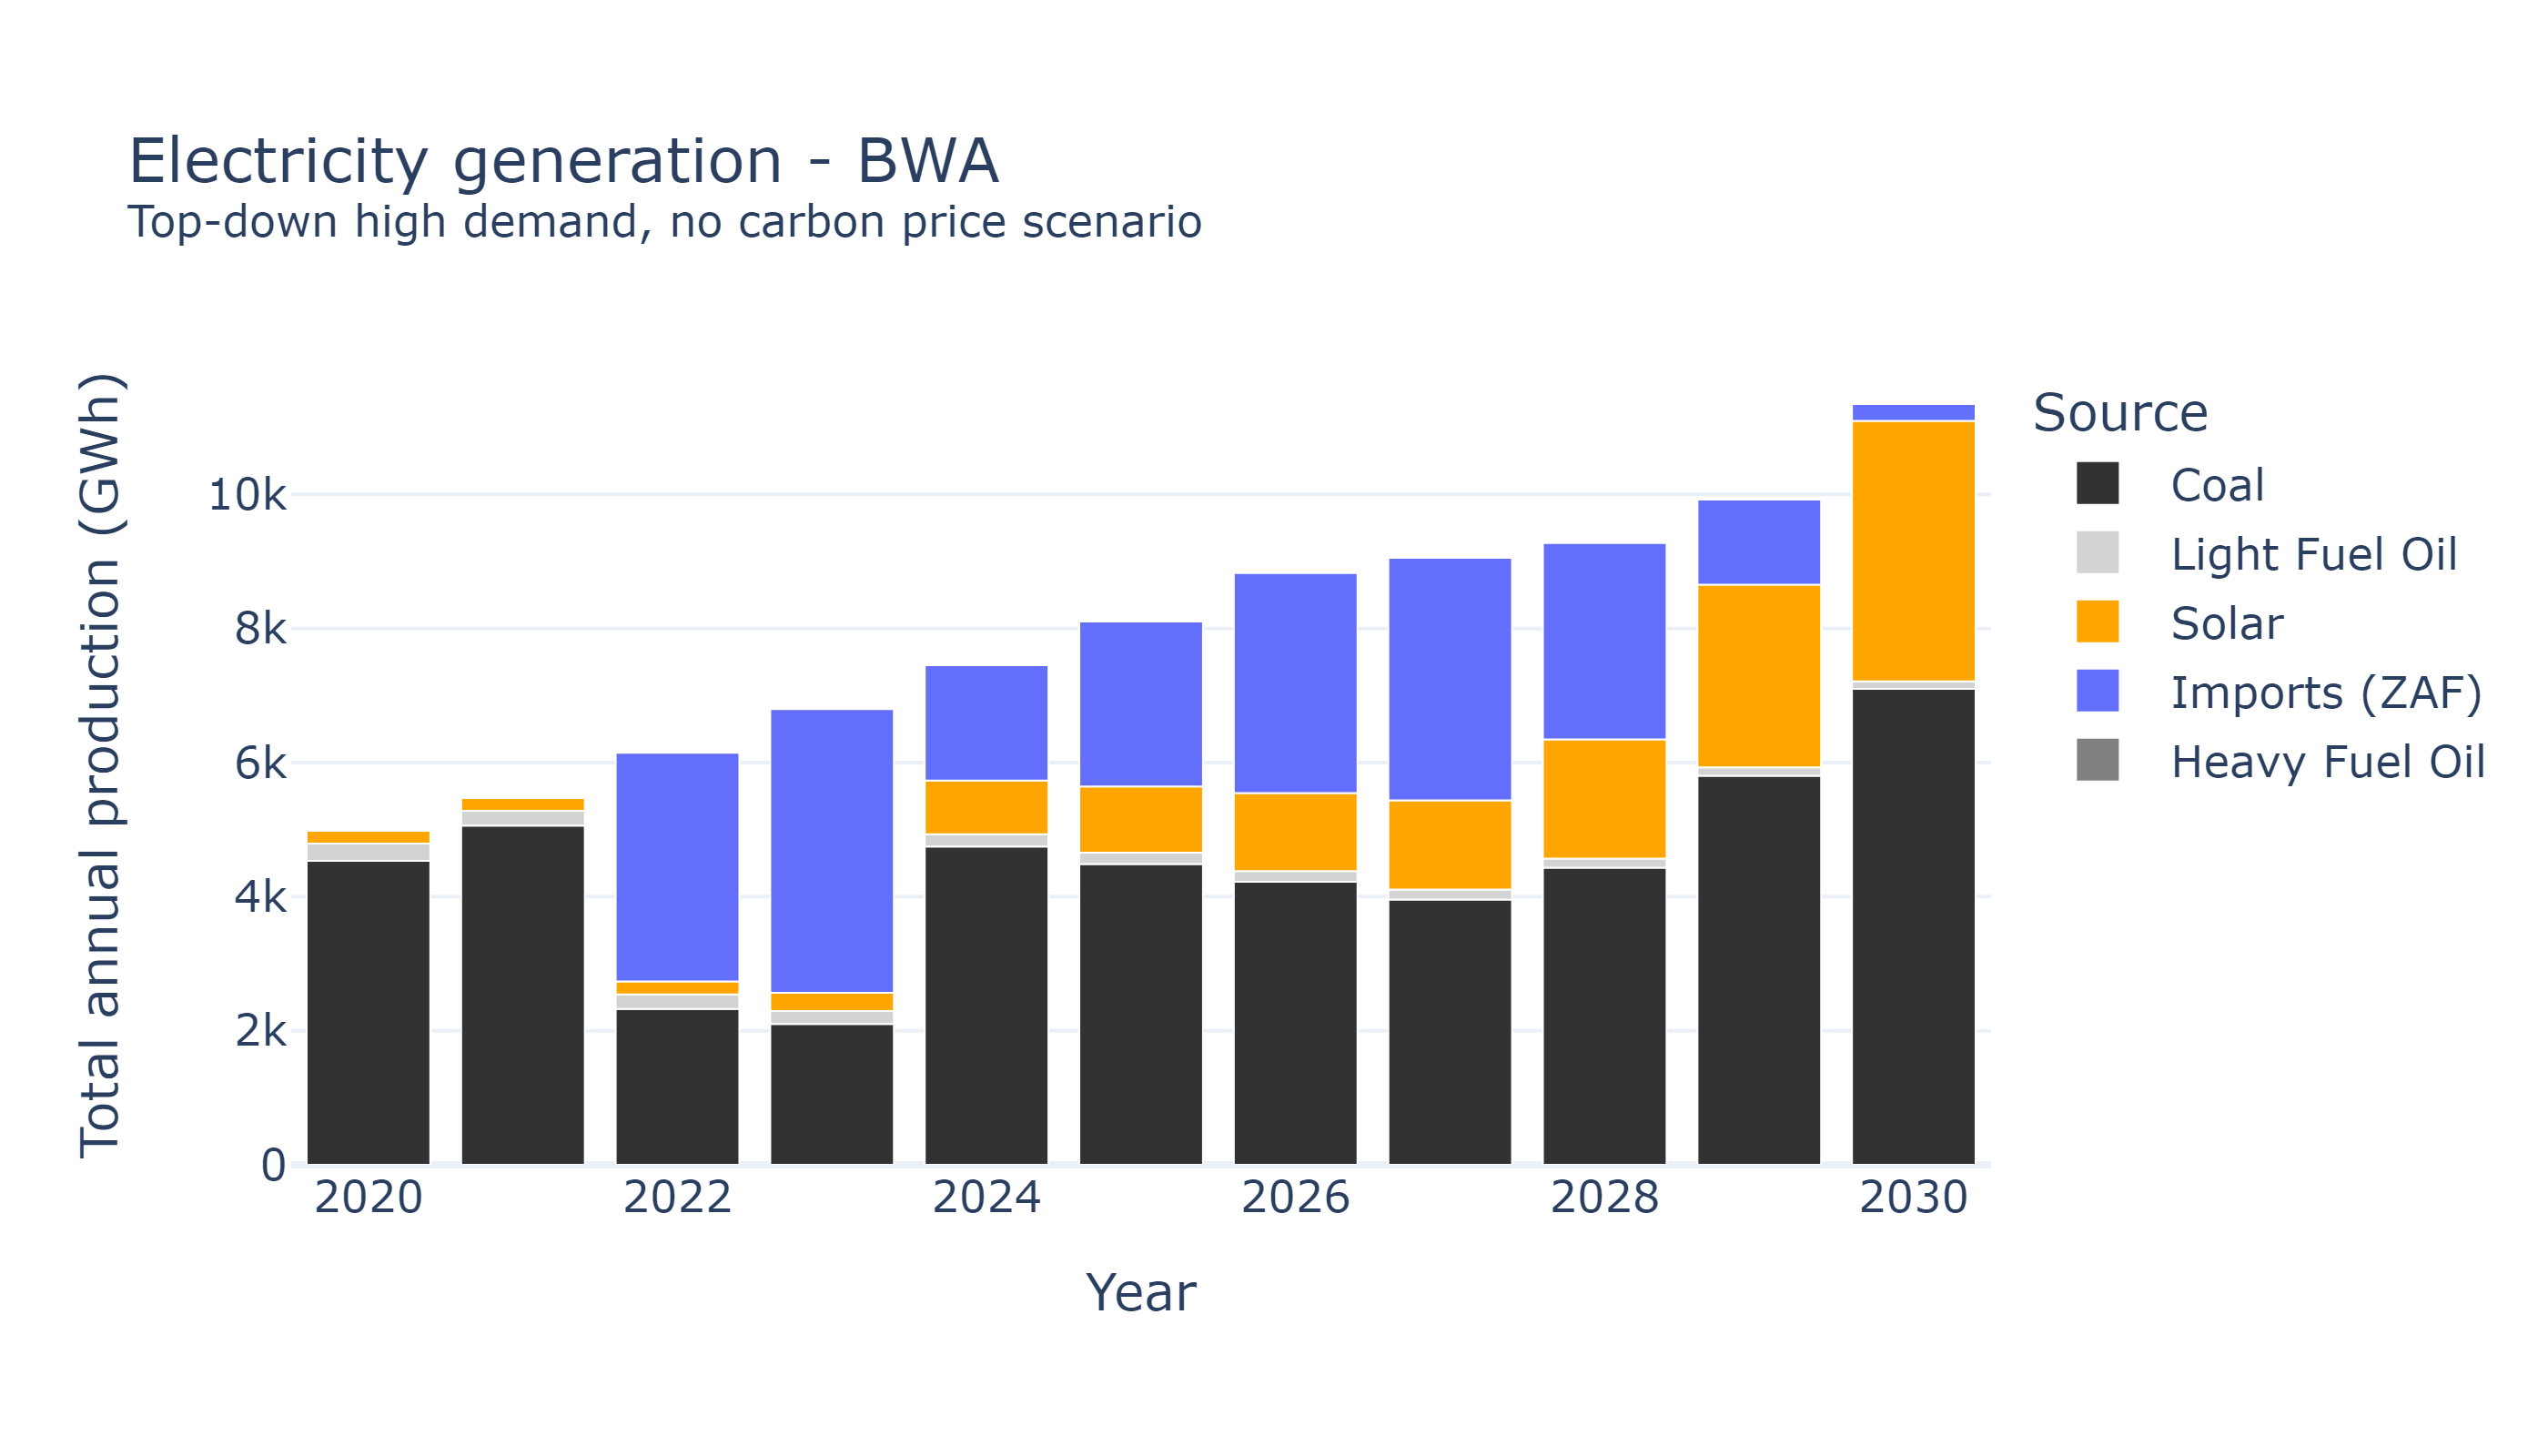 Electricity generation - BWA
Top-down high demand, no carbon price scenario
Total annual production (GWh)
10k
8k
6k
4k
2k
0
2020
2022
2024
2026
2028
2030
Year
Source
Coal
Light Fuel Oil
Solar
Imports (ZAF)
Heavy Fuel Oil